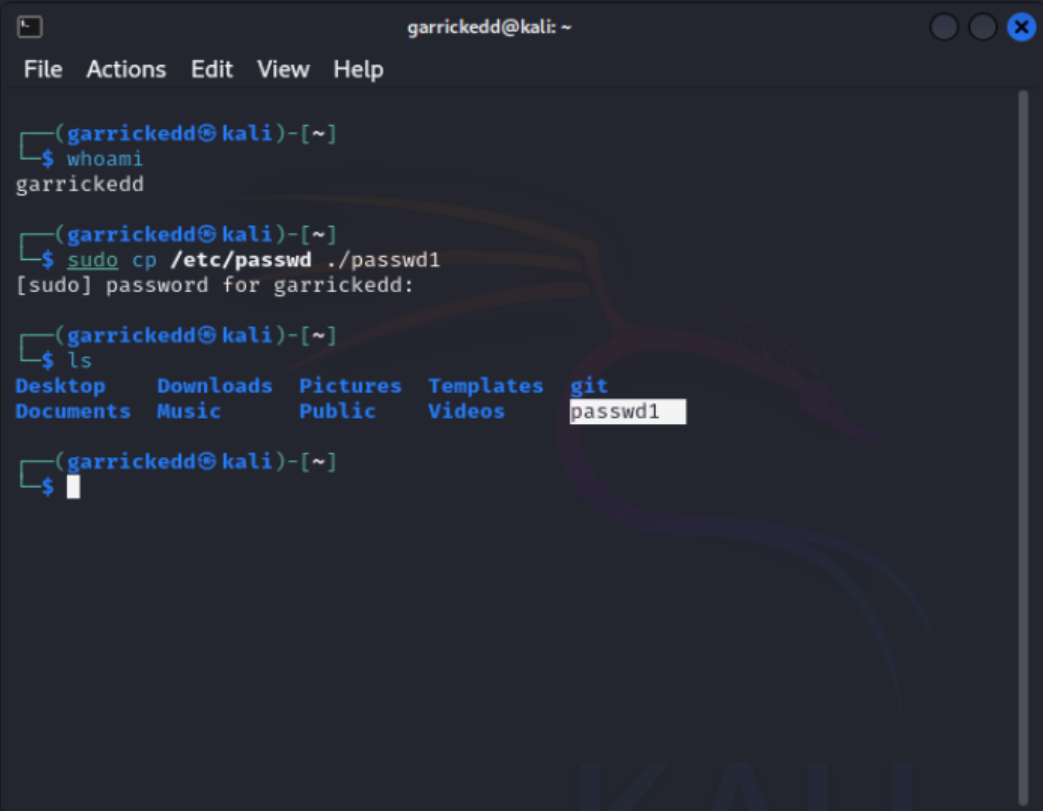 garrickedd@kali: ~
File Actions Edit View Help
┌──(garrickedd㉿kali)-[~]
└─$ whoami
garrickedd
┌──(garrickedd㉿kali)-[~]
└─$ sudo cp /etc/passwd ./passwd1
[sudo] password for garrickedd:
┌──(garrickedd㉿kali)-[~]
└─$ ls
Desktop Downloads Pictures Templates git
Documents Music Public Videos passwd1
┌──(garrickedd㉿kali)-[~]
└─$
KALI